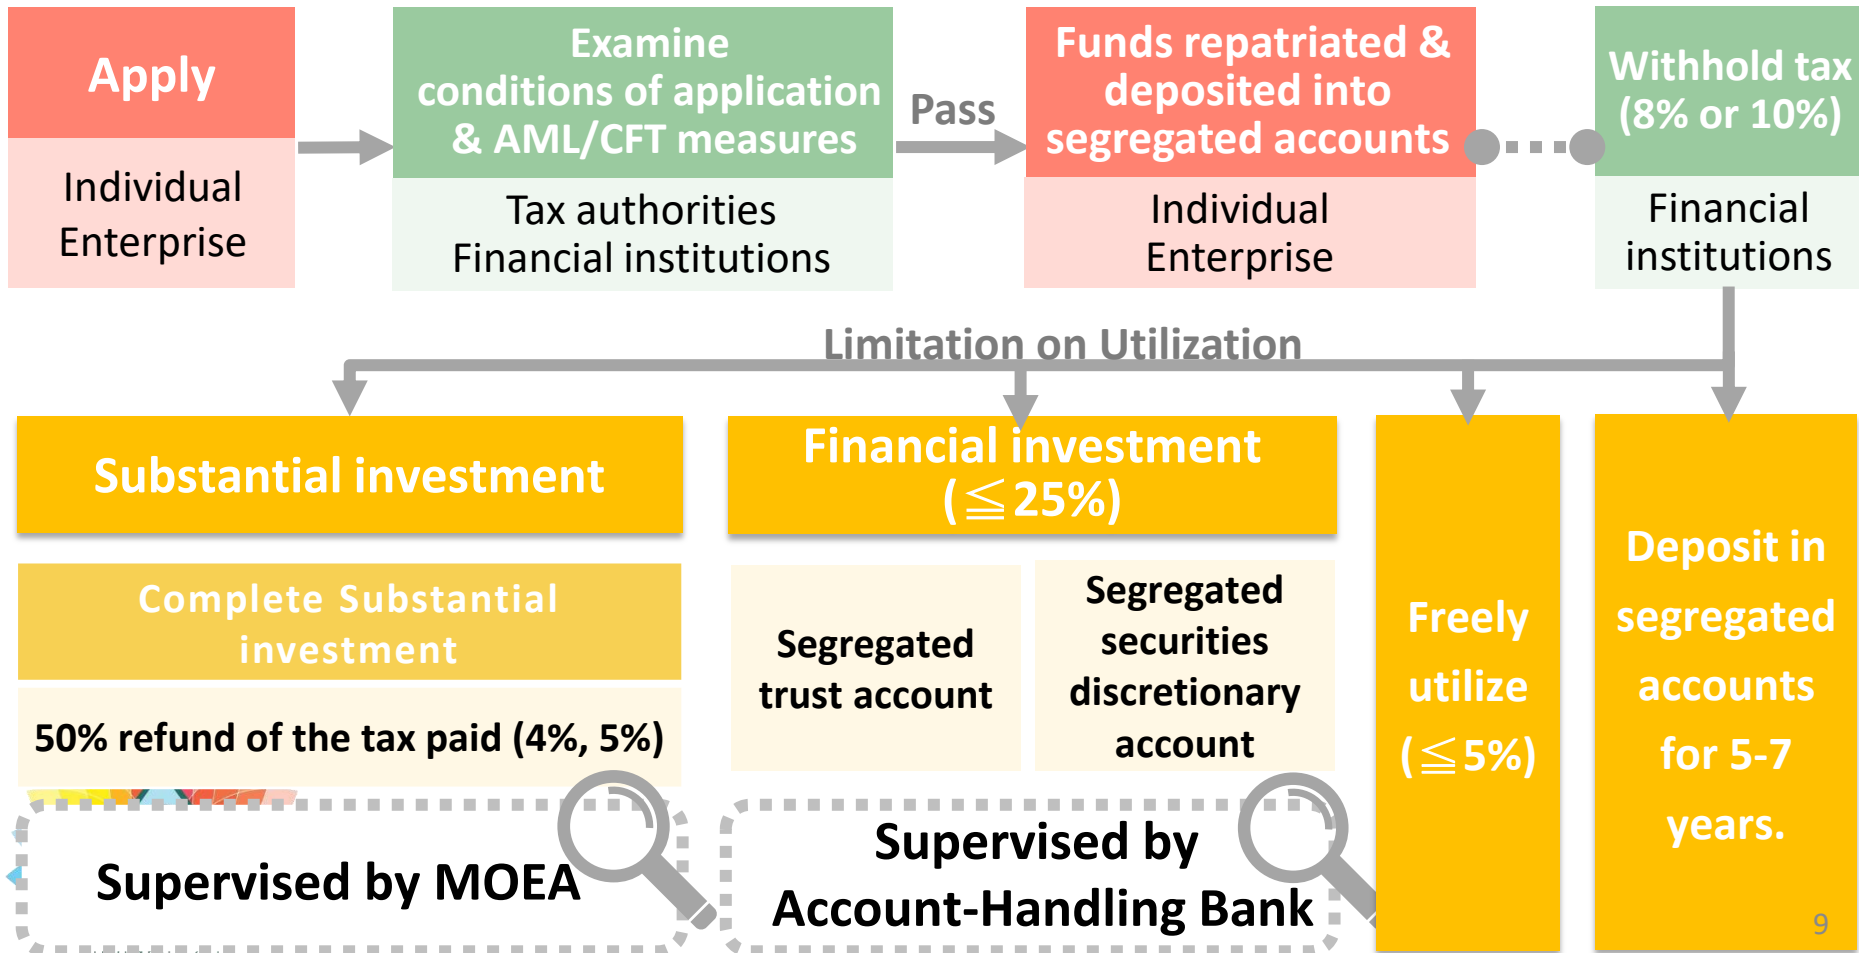 Apply
Individual
Enterprise
Examine
conditions of application
& AML/CFT measures
Tax authorities
Financial institutions
Pass
Funds repatriated &
deposited into
segregated accounts
Individual
Enterprise
Withhold tax
(8% or 10%)
Financial
institutions
Limitation on Utilization
Substantial investment
Complete Substantial
investment
50% refund of the tax paid (4%, 5%)
Supervised by MOEA
Financial investment
(≦25%)
Segregated
trust account
Segregated
securities
discretionary
account
Supervised by
Account-Handling Bank
Freely
utilize
(≦5%)
Deposit in
segregated
accounts
for 5-7
years.
9